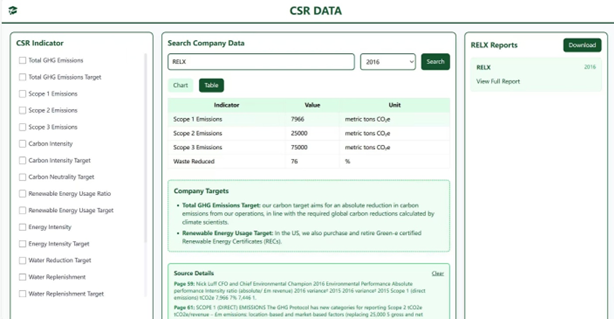 CSR DATA
CSR Indicator
Total GHG Emissions
Total GHG Emissions Target
Scope 1 Emissions
Scope 2 Emissions
Scope 3 Emissions
Carbon Intensity
Carbon Intensity Target
Carbon Neutrality Target
Renewable Energy Usage Ratio
Renewable Energy Usage Target
Energy Intensity
Energy Intensity Target
Water Reduction Target
Water Replenishment
Water Replenishment Target
Search Company Data
RELX 2016 Search
Chart Table
Indicator Value Unit
Scope 1 Emissions 7966 metric tons CO₂e
Scope 2 Emissions 25000 metric tons CO₂e
Scope 3 Emissions 75000 metric tons CO₂e
Waste Reduced 76 %
Company Targets
• Total GHG Emissions Target: our carbon target aims for an absolute reduction in carbon
emissions from our operations, in line with the required global carbon reductions calculated by
climate scientists.
• Renewable Energy Usage Target: In the US, we also purchase and retire Green-e certified
Renewable Energy Certificates (RECs).
Source Details Clear
Page 59: Nick Luff CFO and Chief Environmental Champion 2016 Environmental Performance Absolute
performance Intensity ratio (absolute/ £m revenue) 2016 variance* 2015 2016 variance* 2015 Scope 1 (direct
emissions) tCO2e 7,966 7% 7,446 1.
Page 61: SCOPE 1 (DIRECT) EMISSIONS The GHG Protocol has new categories for reporting Scope 2 tCO2e
tCO2e/revenue - £m emissions: location based and market based factors (replacing 25,000 5 gross and net
RELX Reports Download
RELX 2016
View Full Report